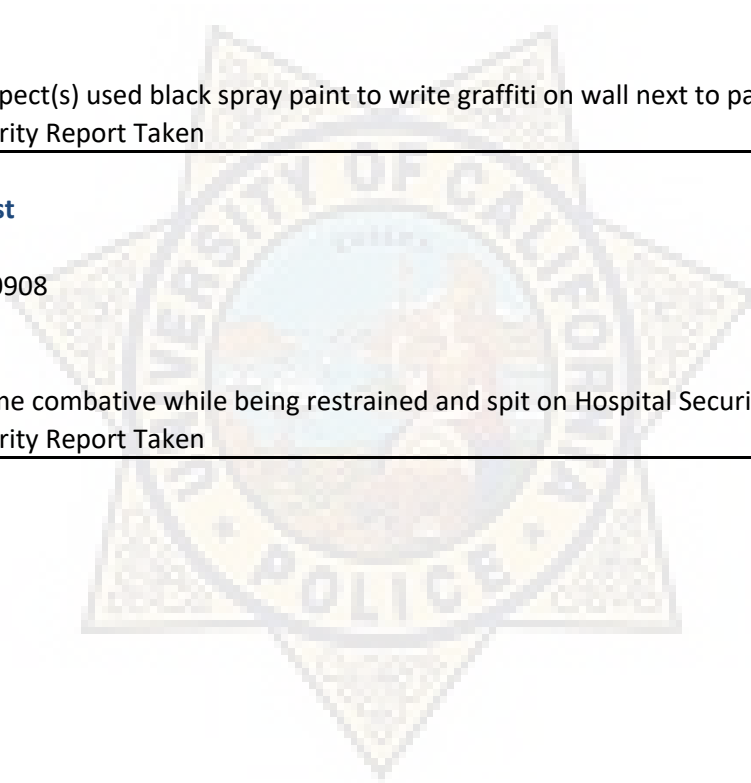 pect(s) used black spray paint to write graffiti on wall next to pa
rity Report Taken
st
0908
ne combative while being restrained and spit on Hospital Securi
rity Report Taken
UNIVERSITY OF CALIFORNIA
POLICE